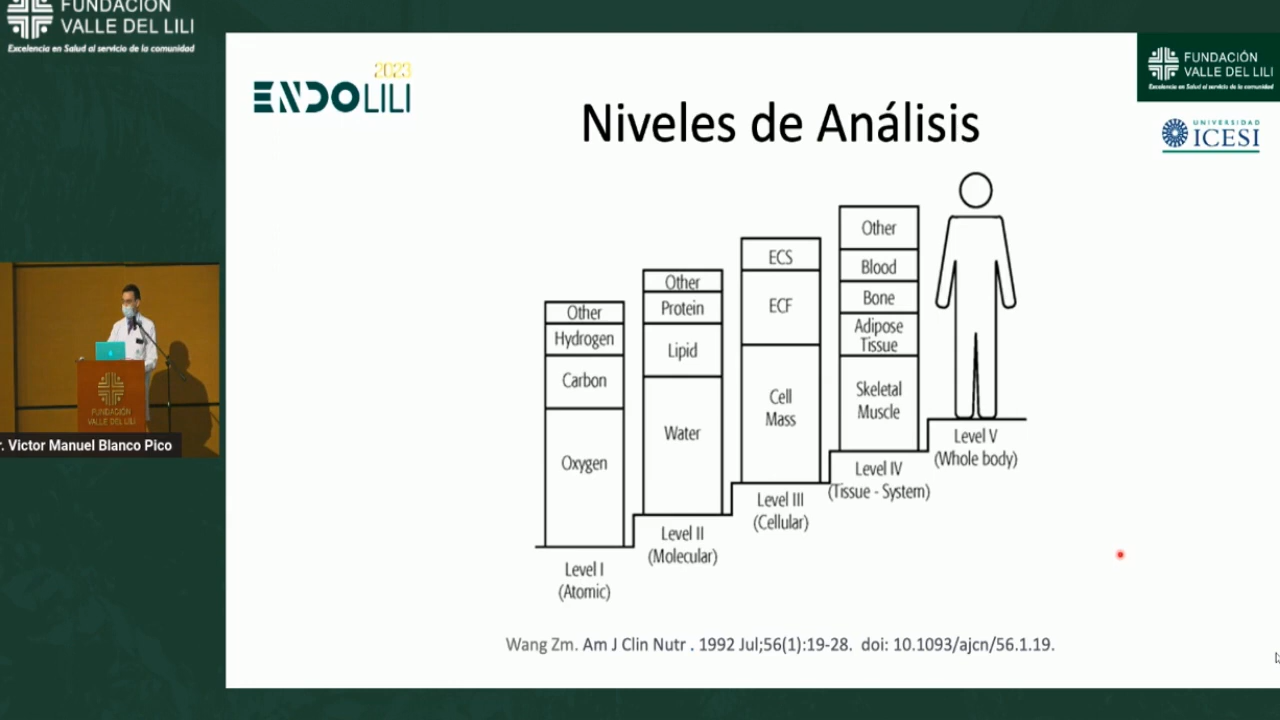 FUNDACIÓN
VALLE DEL LILI
Excelencia en Salud al servicio de la comunidad
2023
ENDOLILI
Niveles de Análisis
FUNDACIÓN
VALLE DEL LILI
Excelencia en Salud al servicio de la comunidad
UNIVERSIDAD
ICESI
Other
Hydrogen
Carbon
Oxygen
Level I
(Atomic)
Other
Protein
Lipid
Water
Level II
(Molecular)
ECS
ECF
Cell
Mass
Level III
(Cellular)
Other
Blood
Bone
Adipose
Tissue
Skeletal
Muscle
Level IV
(Tissue - System)
Level V
(Whole body)
FUNDACIÓN
VALLE DEL LILI
r. Victor Manuel Blanco Pico
Wang Zm. Am J Clin Nutr . 1992 Jul;56(1):19-28. doi: 10.1093/ajcn/56.1.19.